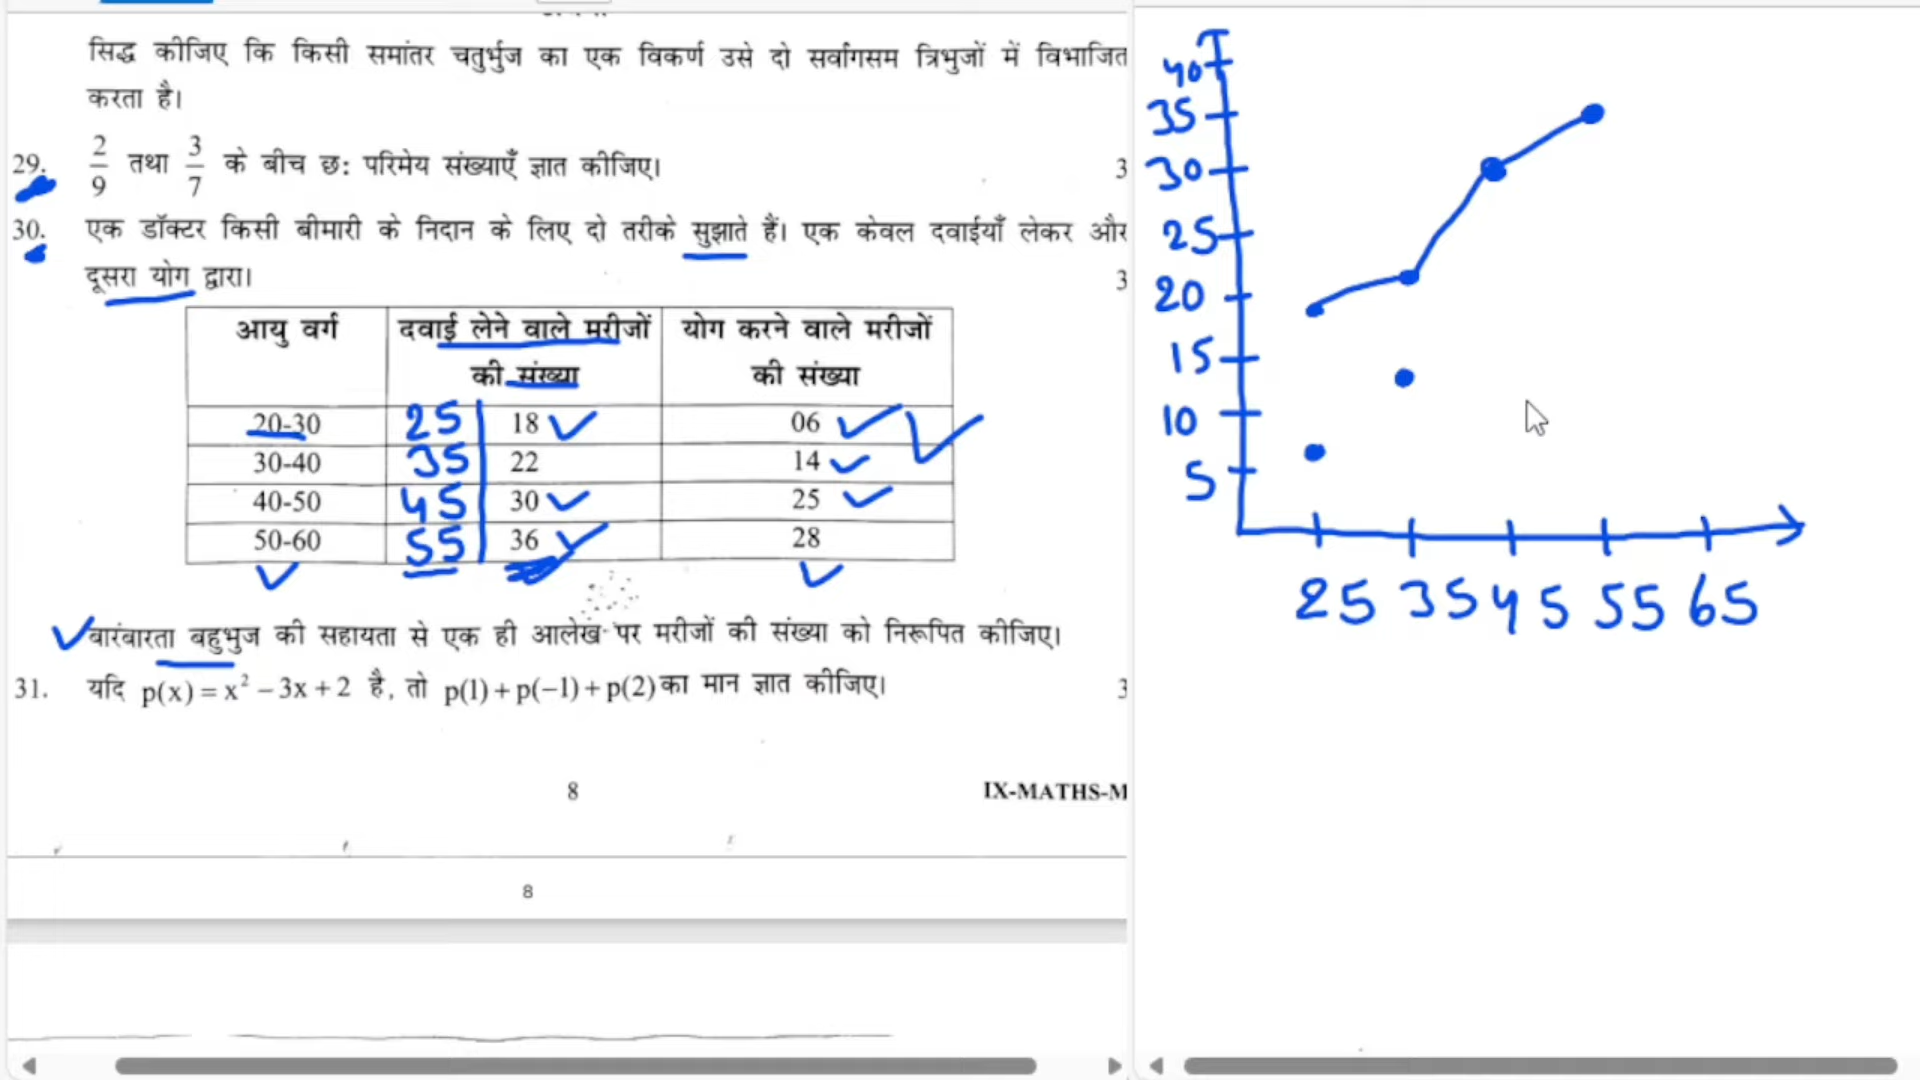 सिद्ध कीजिए कि किसी समांतर चतुर्भुज का एक विकर्ण उसे दो सर्वांगसम त्रिभुजों में विभाजित
करता है।
29. 2/9 तथा 3/7 के बीच छः परिमेय संख्याएँ ज्ञात कीजिए। 3
30. एक डॉक्टर किसी बीमारी के निदान के लिए दो तरीके सुझाते हैं। एक केवल दवाईयाँ लेकर और
दूसरा योग द्वारा। 3
आयु वर्ग दवाई लेने वाले मरीजों योग करने वाले मरीजों
की संख्या की संख्या
20-30 25 18 06
30-40 35 22 14
40-50 45 30 25
50-60 55 36 28
बारंबारता बहुभुज की सहायता से एक ही आलेख पर मरीजों की संख्या को निरूपित कीजिए।
31. यदि p(x) = x² – 3x + 2 है, तो p(1) + p(–1) + p(2) का मान ज्ञात कीजिए। 3
8 IX-MATHS-M
8
40
35
30
25
20
15
10
5
25 35 45 55 65